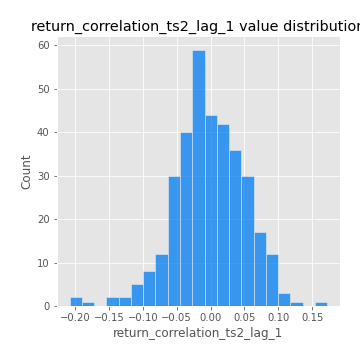 return_correlation_ts2_lag_1 value distribution
60
50
40
30
20
10
0
Count
−0.20 −0.15 −0.10 −0.05 0.00 0.05 0.10 0.15
return_correlation_ts2_lag_1